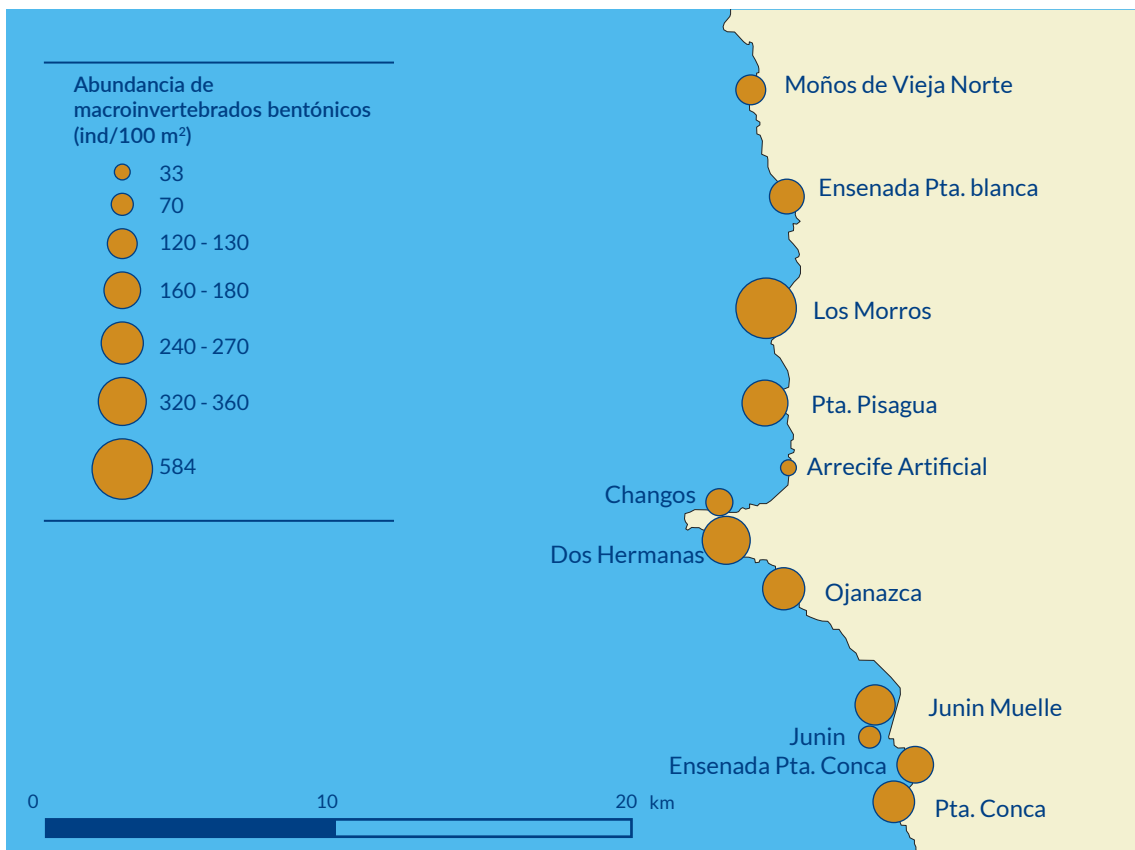 Abundancia de
macroinvertebrados bentónicos
(ind/100 m²)
33
70
120 - 130
160 - 180
240 - 270
320 - 360
584
Moños de Vieja Norte
Ensenada Pta. blanca
Los Morros
Pta. Pisagua
Arrecife Artificial
Changos
Dos Hermanas
Ojanazca
Junin Muelle
Junin
Ensenada Pta. Conca
Pta. Conca
0 10 20 km